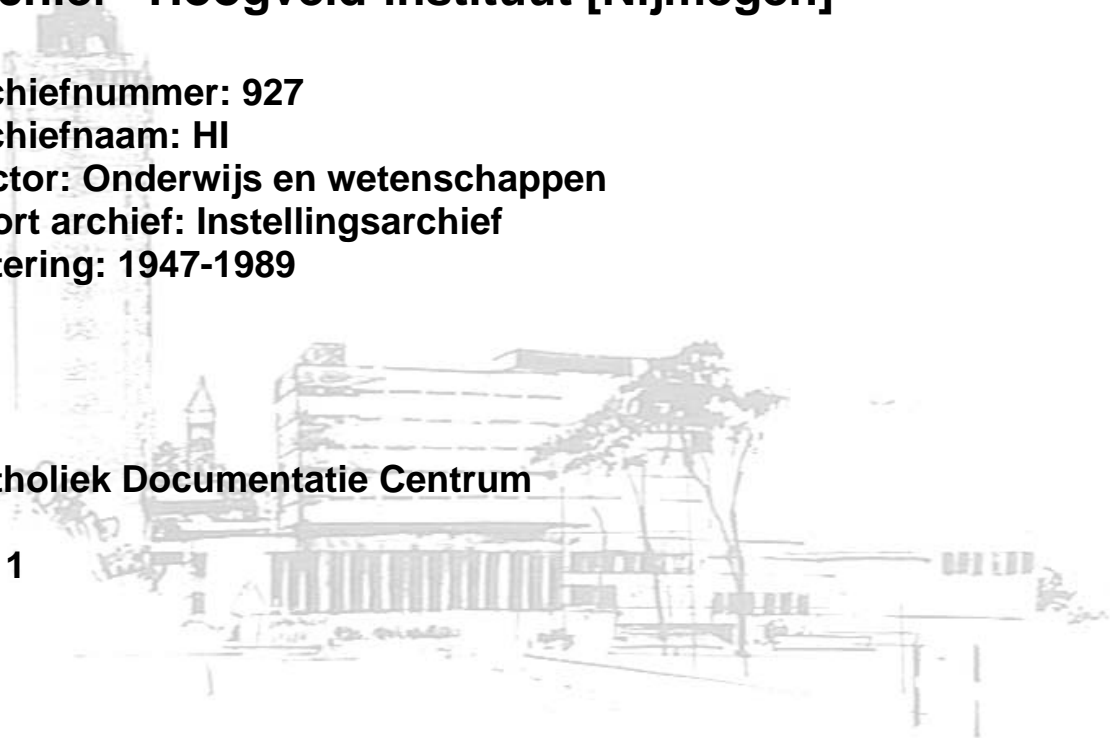 chief Hoogveld-Instituut [Nijmegen]
chiefnummer: 927
chiefnaam: HI
ctor: Onderwijs en wetenschappen
ort archief: Instellingsarchief
tering: 1947-1989
tholiek Documentatie Centrum
1